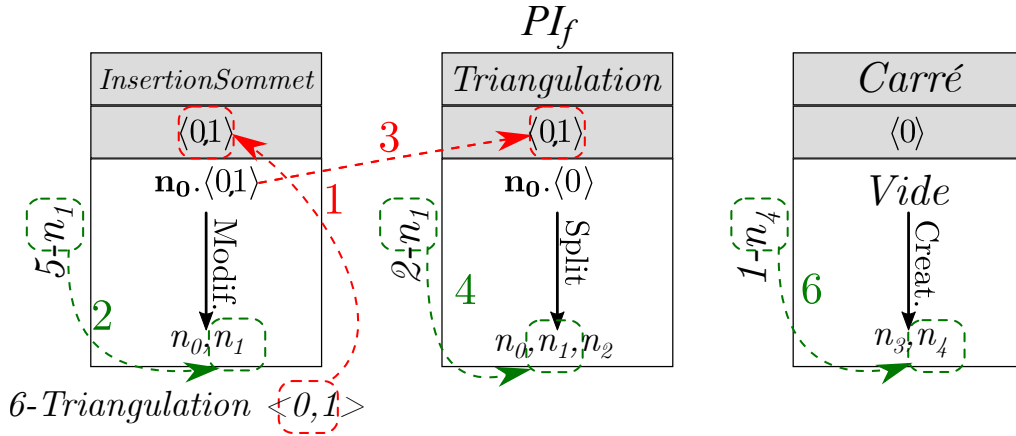 PI_f
InsertionSommet
⟨0,1⟩
n₀.⟨0,1⟩
Modif.
n₀, n₁
5-n₁
1
2
3
6-Triangulation <0,1>
Triangulation
⟨0,1⟩
n₀.⟨0⟩
Split
n₀,n₁,n₂
2-n₁
4
Carré
⟨0⟩
Vide
Creat.
n₃,n₄
1-n₄
6